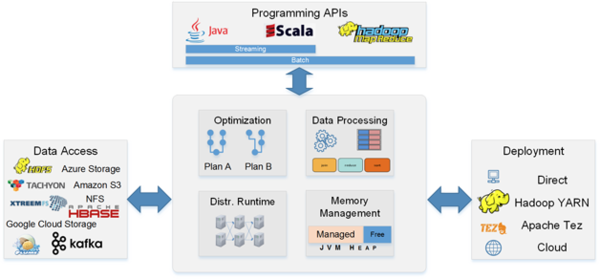 Programming APIs
Java
Scala
hadoop
Map Reduce
Streaming
Batch
Optimization
Plan A Plan B
Data Processing
Distr. Runtime
Memory
Management
Managed Free
JVM HEAP
Data Access
HDFS Azure Storage
TACHYON Amazon S3
XTREEMFS NFS
APACHE
HBASE
Google Cloud Storage
kafka
Deployment
Direct
Hadoop YARN
TEZ Apache Tez
Cloud